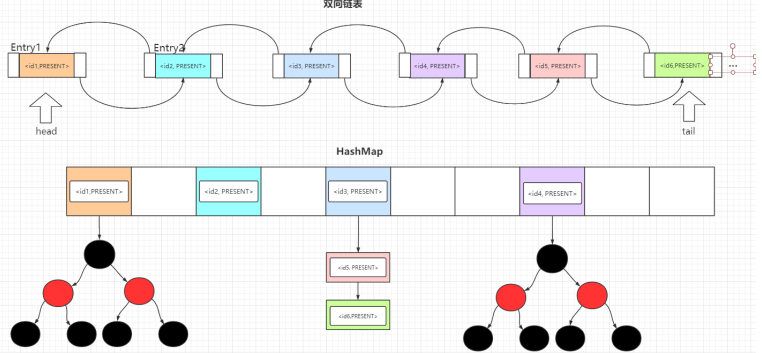 双向链表
Entry1
Entry2
<id1,PRESENT>
<id2, PRESENT>
<id3, PRESENT>
<id4, PRESENT>
<id5, PRESENT>
<id6,PRESENT>
...
head
tail
HashMap
<id1,PRESENT>
<id2, PRESENT>
<id3, PRESENT>
<id4, PRESENT>
<id5, PRESENT>
<id6,PRESENT>